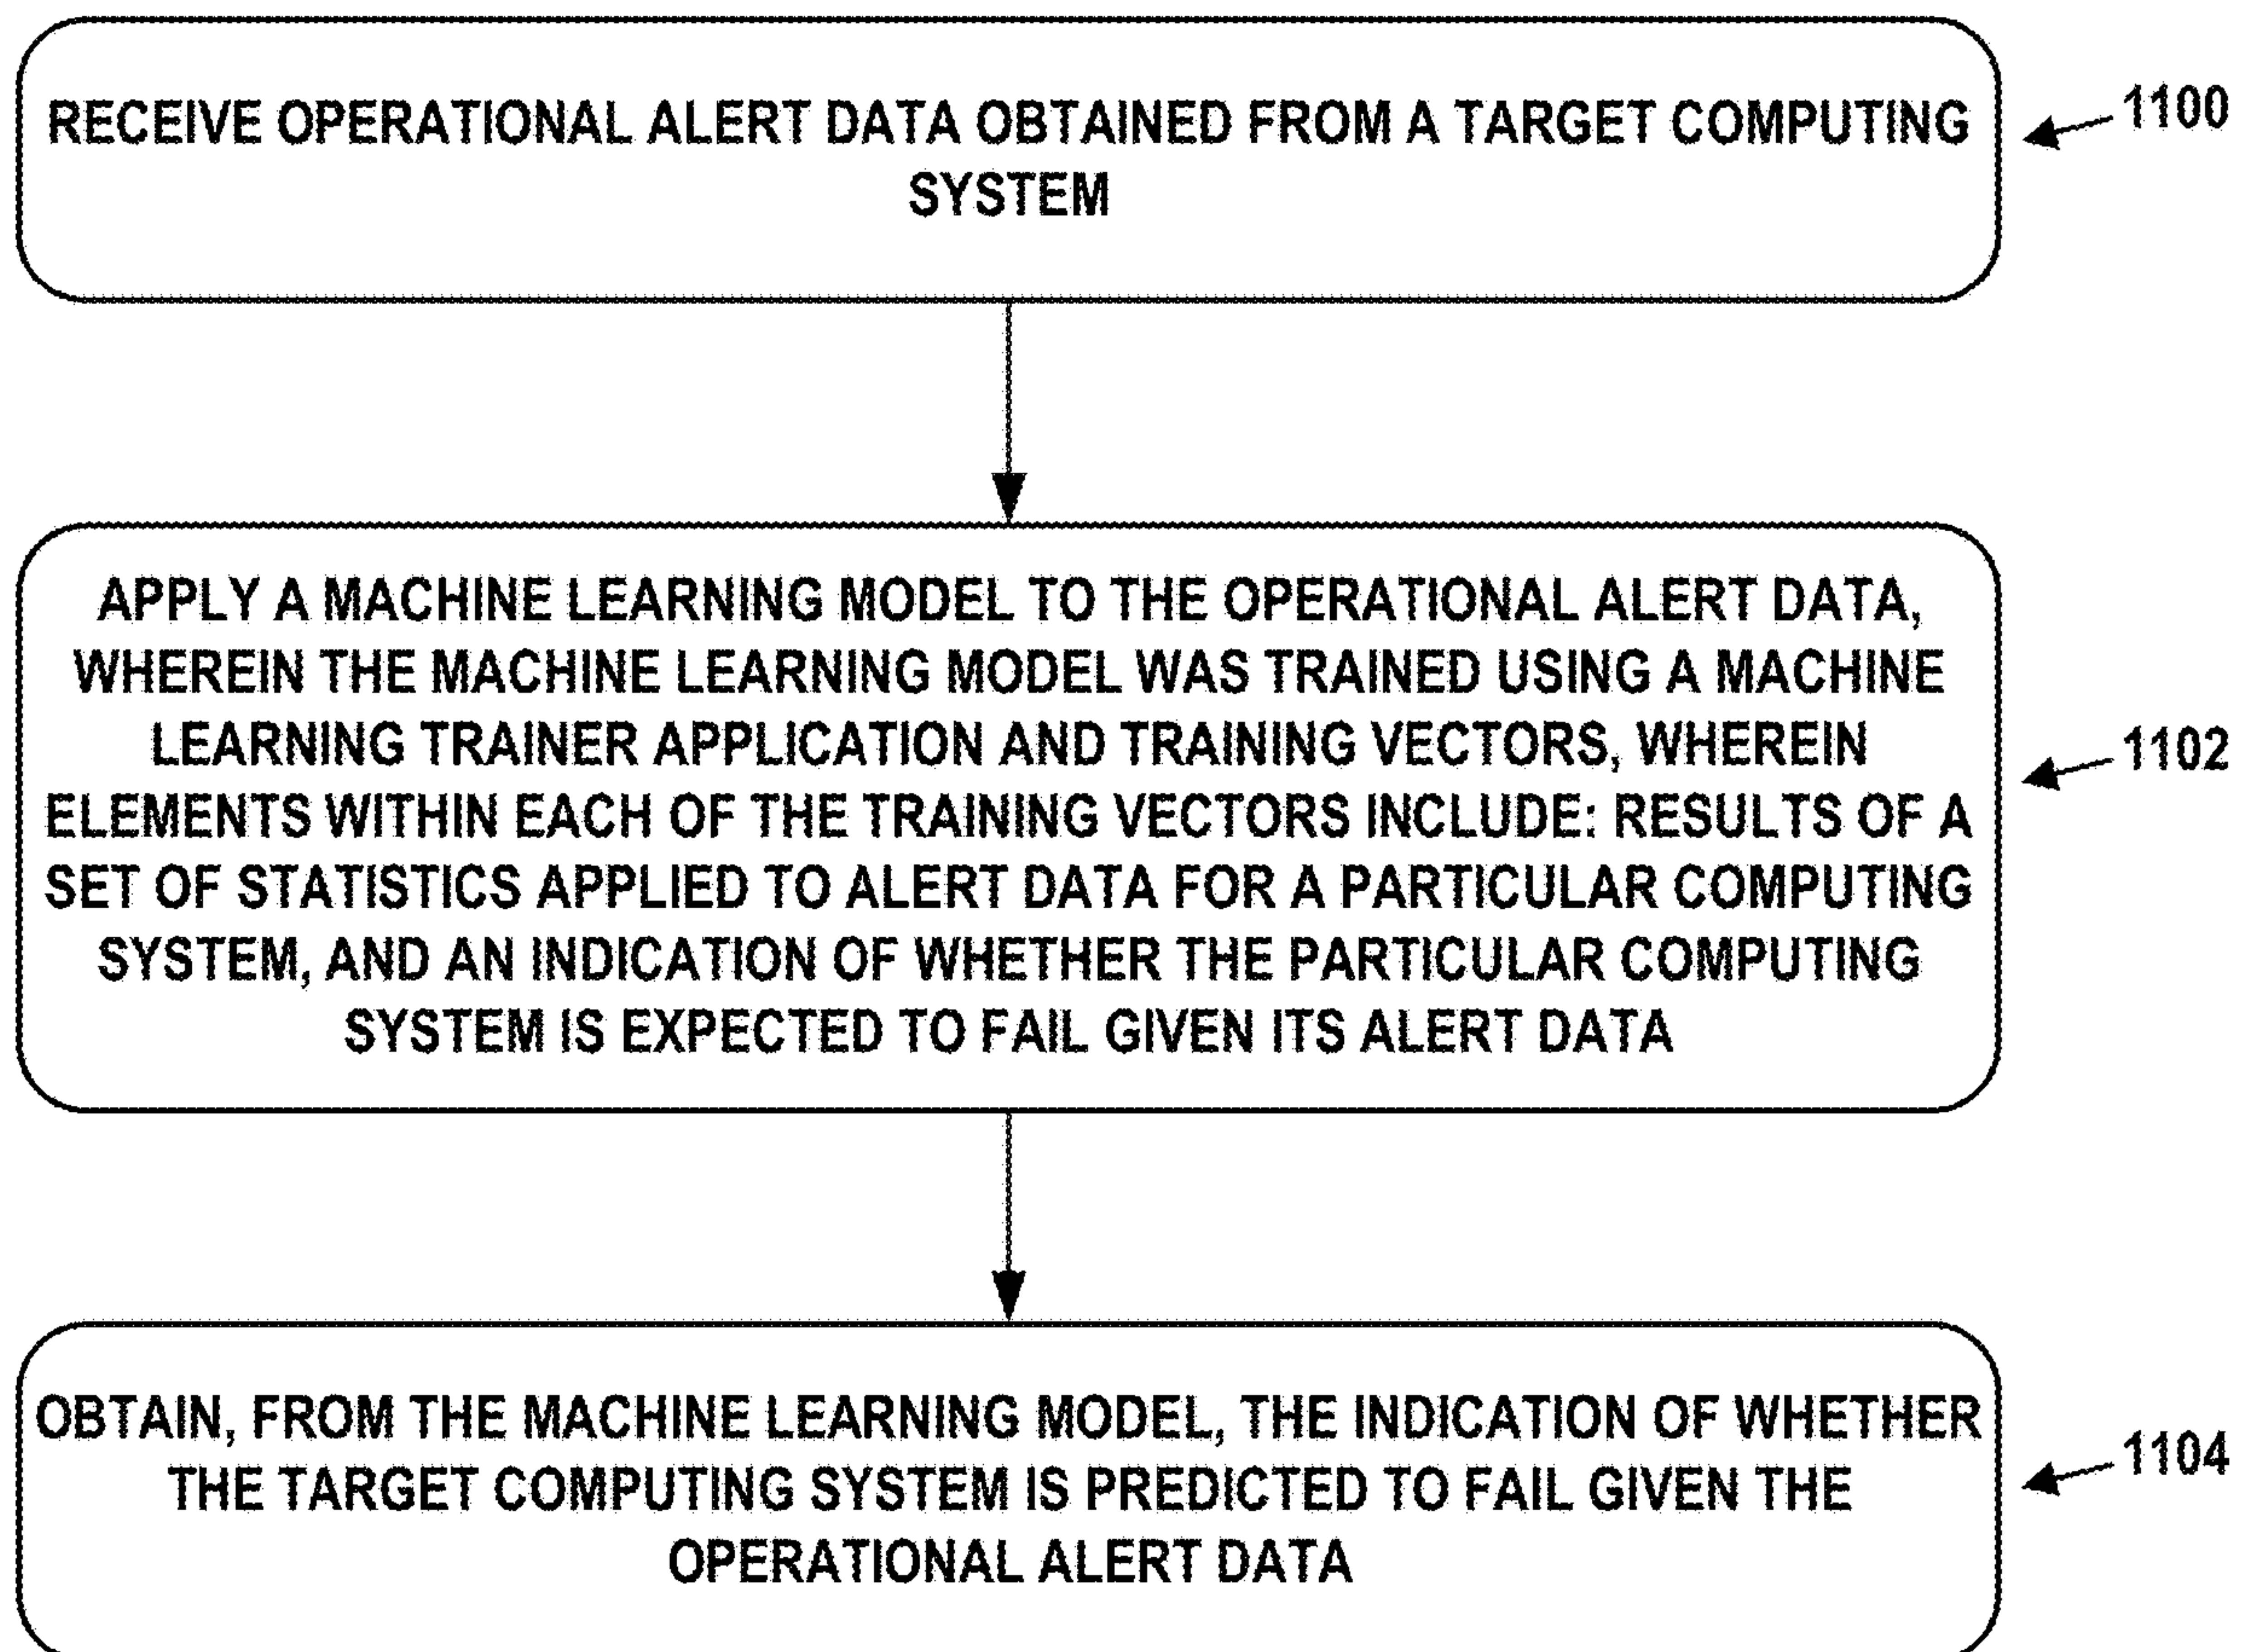 RECEIVE OPERATIONAL ALERT DATA OBTAINED FROM A TARGET COMPUTING
SYSTEM
1100
APPLY A MACHINE LEARNING MODEL TO THE OPERATIONAL ALERT DATA,
WHEREIN THE MACHINE LEARNING MODEL WAS TRAINED USING A MACHINE
LEARNING TRAINER APPLICATION AND TRAINING VECTORS, WHEREIN
ELEMENTS WITHIN EACH OF THE TRAINING VECTORS INCLUDE: RESULTS OF A
SET OF STATISTICS APPLIED TO ALERT DATA FOR A PARTICULAR COMPUTING
SYSTEM, AND AN INDICATION OF WHETHER THE PARTICULAR COMPUTING
SYSTEM IS EXPECTED TO FAIL GIVEN ITS ALERT DATA
1102
OBTAIN, FROM THE MACHINE LEARNING MODEL, THE INDICATION OF WHETHER
THE TARGET COMPUTING SYSTEM IS PREDICTED TO FAIL GIVEN THE
OPERATIONAL ALERT DATA
1104